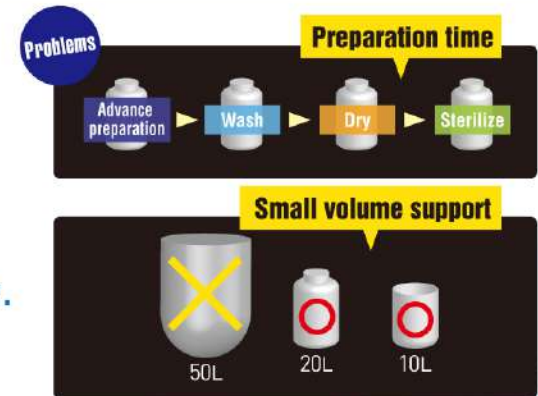 Problems
Preparation time
Advance
preparation
Wash
Dry
Sterilize
Small volume support
50L
20L
10L